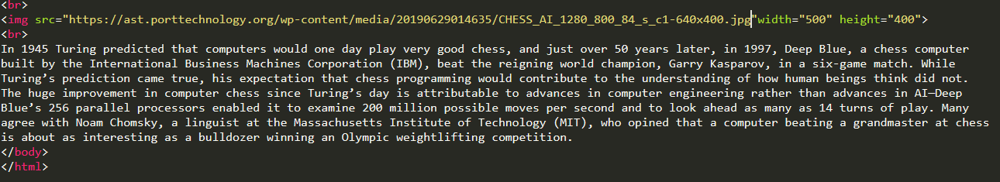 <br>
<img src="https://ast.porttechnology.org/wp-content/media/20190629014635/CHESS_AI_1280_800_84_s_c1-640x400.jpg"width="500" height="400">
<br>
In 1945 Turing predicted that computers would one day play very good chess, and just over 50 years later, in 1997, Deep Blue, a chess computer
built by the International Business Machines Corporation (IBM), beat the reigning world champion, Garry Kasparov, in a six-game match. While
Turing’s prediction came true, his expectation that chess programming would contribute to the understanding of how human beings think did not.
The huge improvement in computer chess since Turing’s day is attributable to advances in computer engineering rather than advances in AI—Deep
Blue’s 256 parallel processors enabled it to examine 200 million possible moves per second and to look ahead as many as 14 turns of play. Many
agree with Noam Chomsky, a linguist at the Massachusetts Institute of Technology (MIT), who opined that a computer beating a grandmaster at chess
is about as interesting as a bulldozer winning an Olympic weightlifting competition.
</body>
</html>